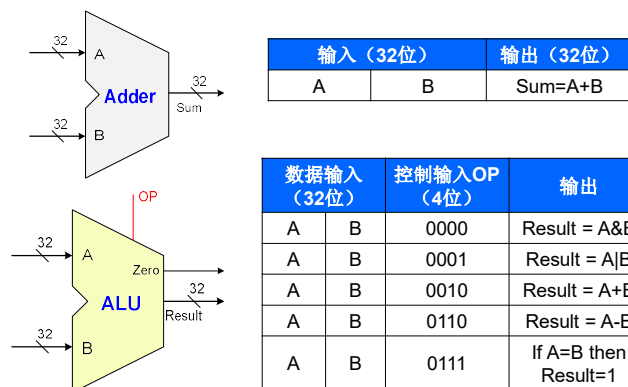 32
A
Adder
32
Sum
32
B
输入（32位） 输出（32位）
A B Sum=A+B
OP
32
A
Zero
32
ALU
Result
32
B
数据输入（32位） 控制输入OP（4位） 输出
A B 0000 Result = A&B
A B 0001 Result = A|B
A B 0010 Result = A+B
A B 0110 Result = A-B
A B 0111 If A=B then
Result=1